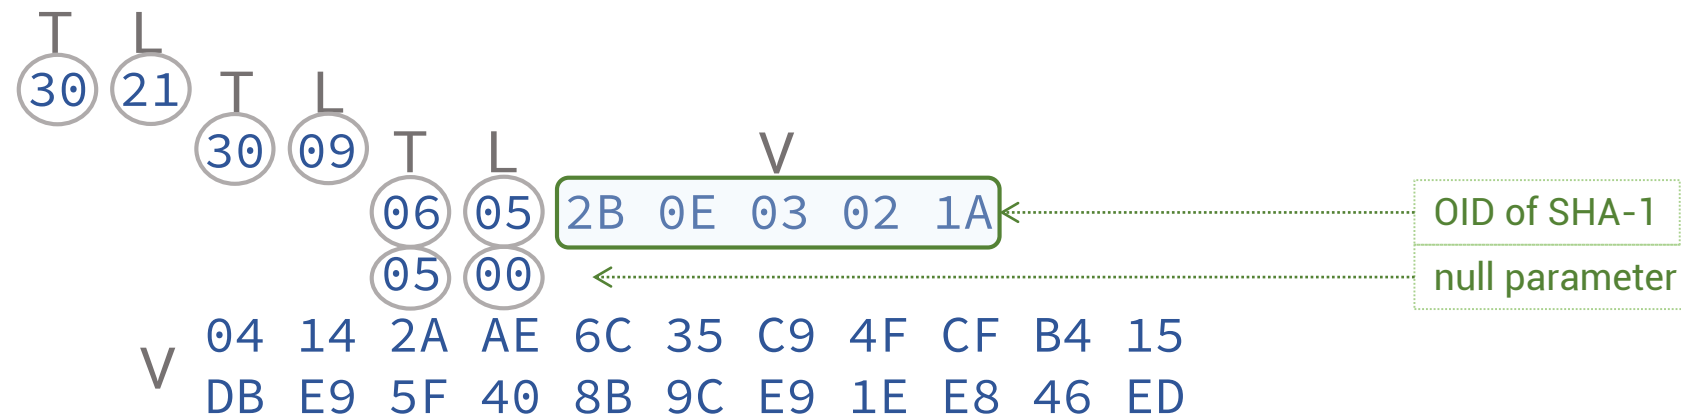 T L
30 21 T L
30 09 T L V
06 05 2B 0E 03 02 1A OID of SHA-1
05 00 null parameter
04 14 2A AE 6C 35 C9 4F CF B4 15
V
DB E9 5F 40 8B 9C E9 1E E8 46 ED